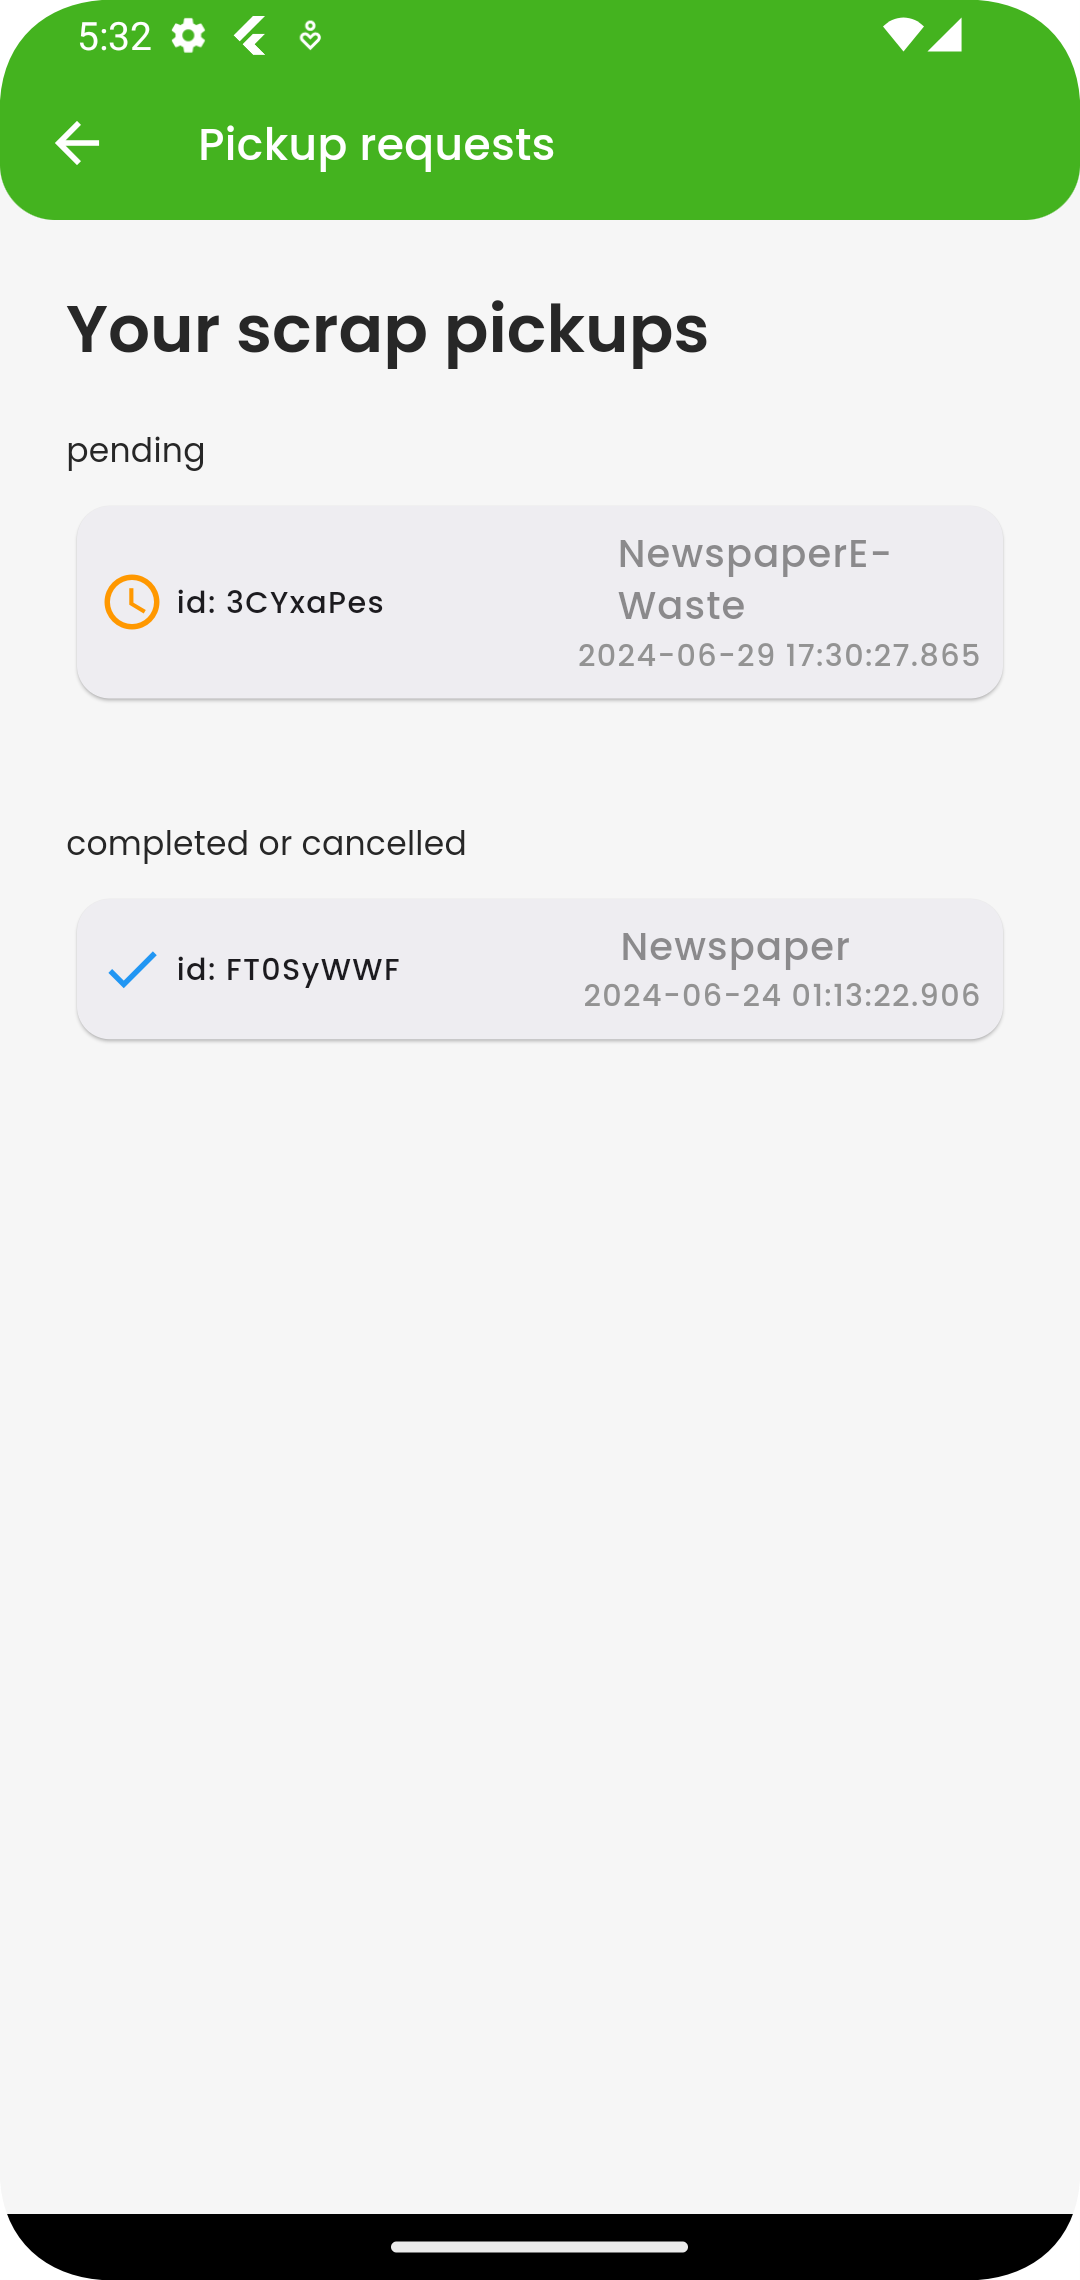 5:32
Pickup requests
Your scrap pickups
pending
NewspaperE-
Waste
id: 3CYxaPes
2024-06-29 17:30:27.865
completed or cancelled
Newspaper
id: FT0SyWWF
2024-06-24 01:13:22.906